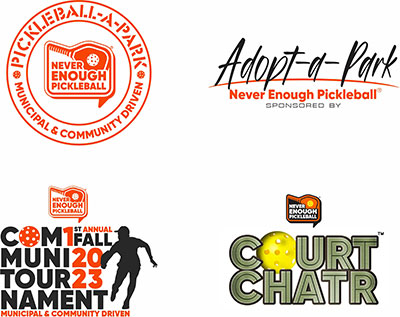 PICKLEBALL-A-PARK
NEVER
ENOUGH
PICKLEBALL®
MUNICIPAL & COMMUNITY DRIVEN
Adopt-a-Park
Never Enough Pickleball®
SPONSORED BY
NEVER
ENOUGH
PICKLEBALL
COM 1ST ANNUAL FALL
MUNI 20
TOUR 23
NAMENT
MUNICIPAL & COMMUNITY DRIVEN
NEVER
ENOUGH
PICKLEBALL
COURT™
CHATR